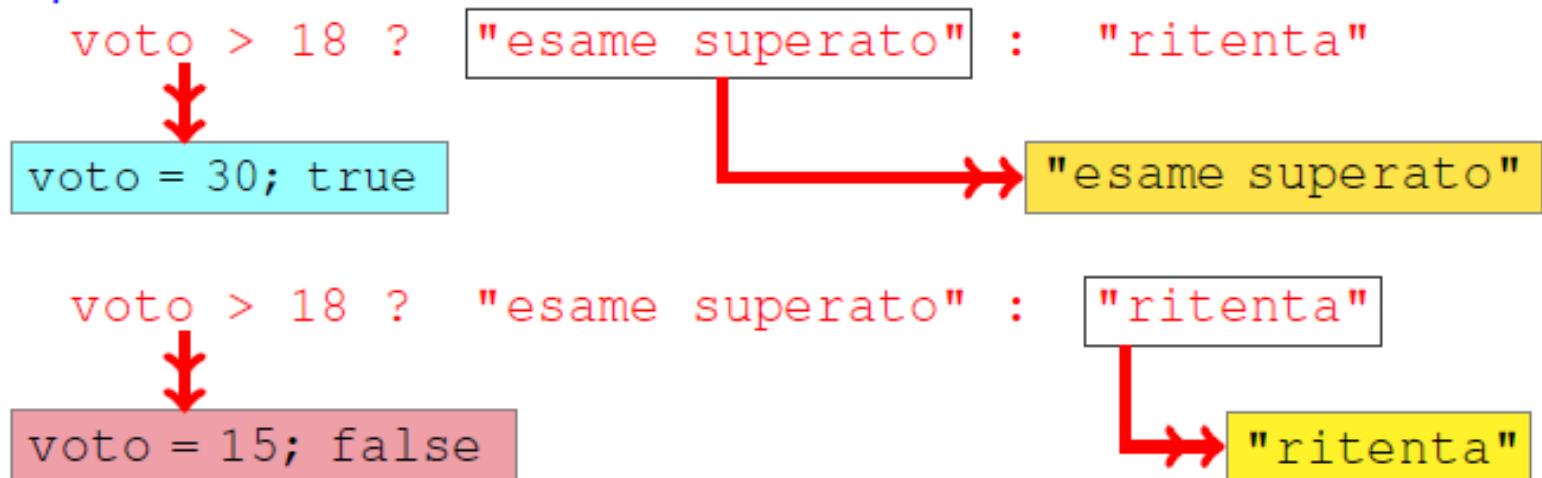 voto > 18 ? "esame superato" : "ritenta"
voto = 30; true
"esame superato"
voto > 18 ? "esame superato" : "ritenta"
voto = 15; false
"ritenta"